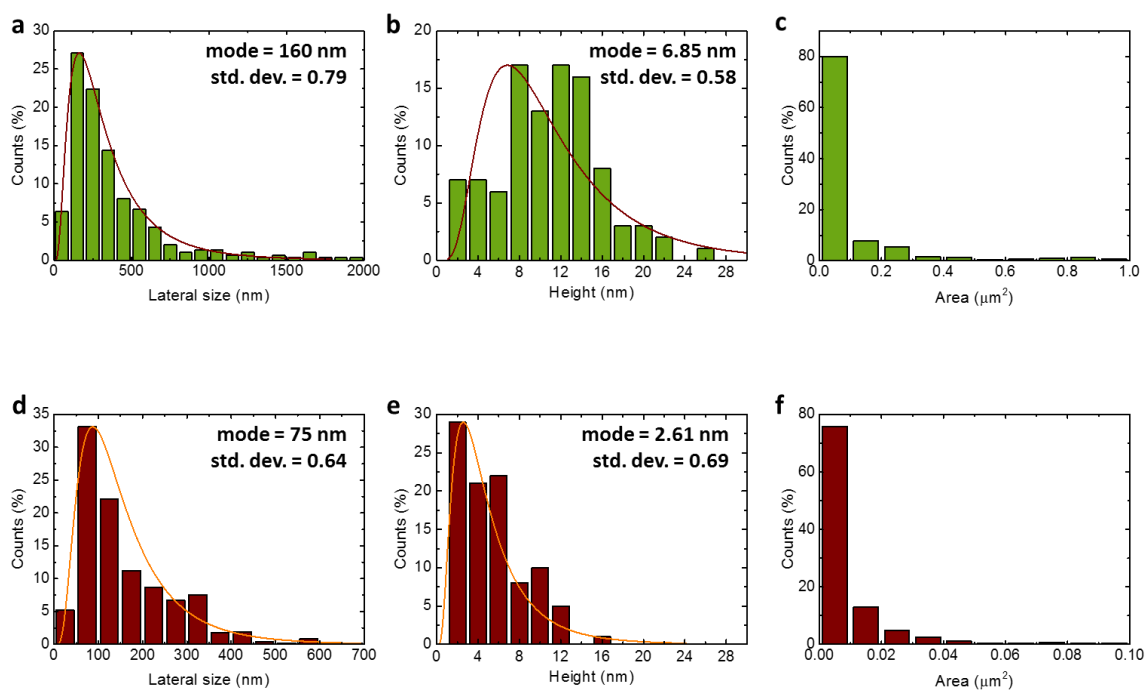 a
mode = 160 nm
std. dev. = 0.79
Counts (%)
30
25
20
15
10
5
0
0 500 1000 1500 2000
Lateral size (nm)
b
mode = 6.85 nm
std. dev. = 0.58
Counts (%)
20
15
10
5
0
0 4 8 12 16 20 24 28
Height (nm)
c
Counts (%)
80
60
40
20
0
0.0 0.2 0.4 0.6 0.8 1.0
Area (μm²)
d
mode = 75 nm
std. dev. = 0.64
Counts (%)
35
30
25
20
15
10
5
0
0 100 200 300 400 500 600 700
Lateral size (nm)
e
mode = 2.61 nm
std. dev. = 0.69
Counts (%)
30
25
20
15
10
5
0
0 4 8 12 16 20 24 28
Height (nm)
f
Counts (%)
80
60
40
20
0
0.00 0.02 0.04 0.06 0.08 0.10
Area (μm²)